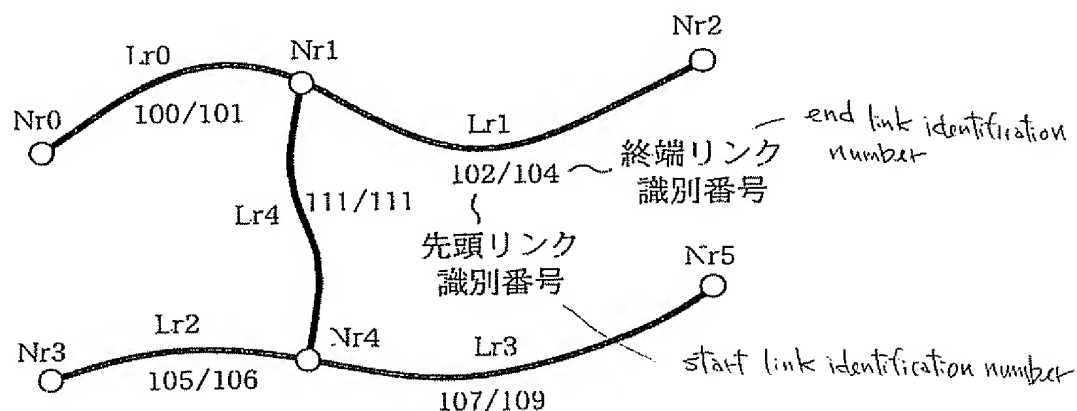 Nr2
Lr0
Nr1
100/101
Nr0
Lr1
end link identification
number
102/104
終端リンク
識別番号
111/111
Lr4
先頭リンク
識別番号
Nr5
Lr2
Nr4
Lr3
Nr3
105/106
start link identification number
107/109